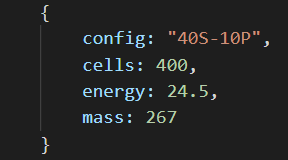 {
config: "40S-10P",
cells: 400,
energy: 24.5,
mass: 267
}